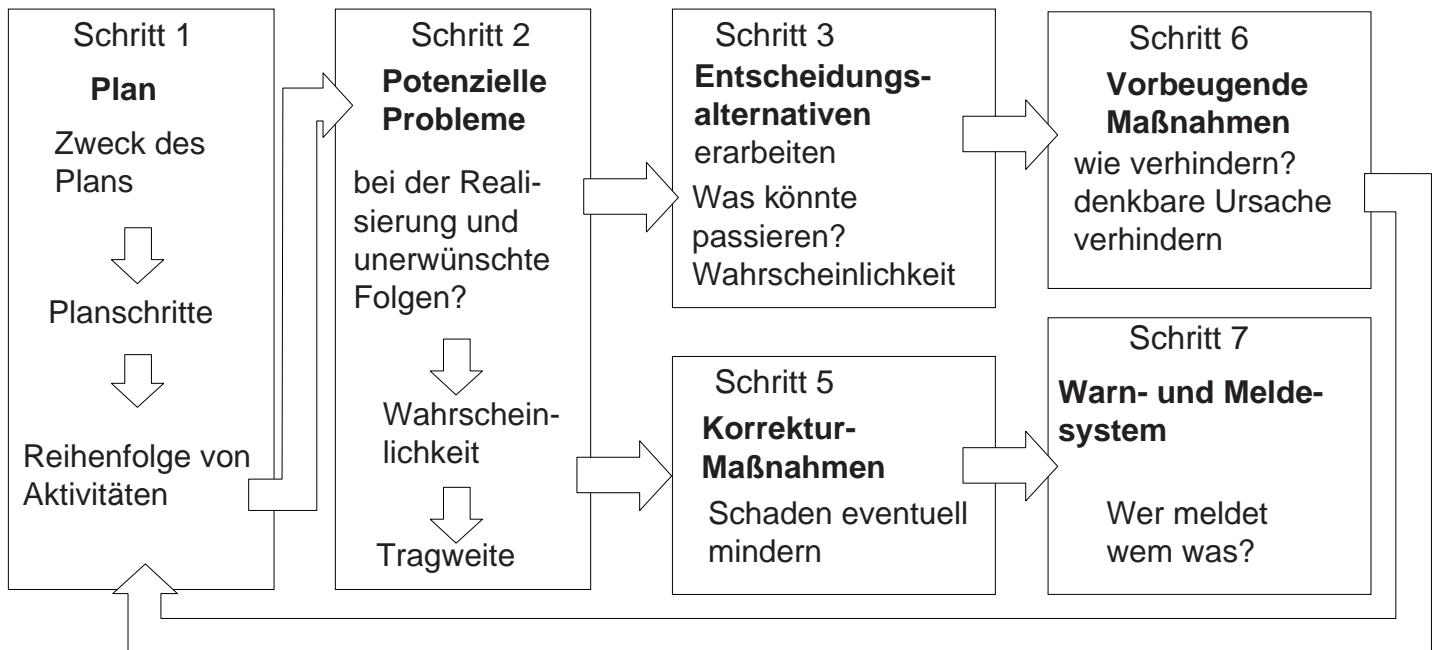 Schritt 1
Plan
Zweck des
Plans
Planschritte
Reihenfolge von
Aktivitäten
Schritt 2
Potenzielle
Probleme
bei der Reali-
sierung und
unerwünschte
Folgen?
Wahrschein-
lichkeit
Tragweite
Schritt 3
Entscheidungs-
alternativen
erarbeiten
Was könnte
passieren?
Wahrscheinlichkeit
Schritt 5
Korrektur-
Maßnahmen
Schaden eventuell
mindern
Schritt 6
Vorbeugende
Maßnahmen
wie verhindern?
denkbare Ursache
verhindern
Schritt 7
Warn- und Melde-
system
Wer meldet
wem was?